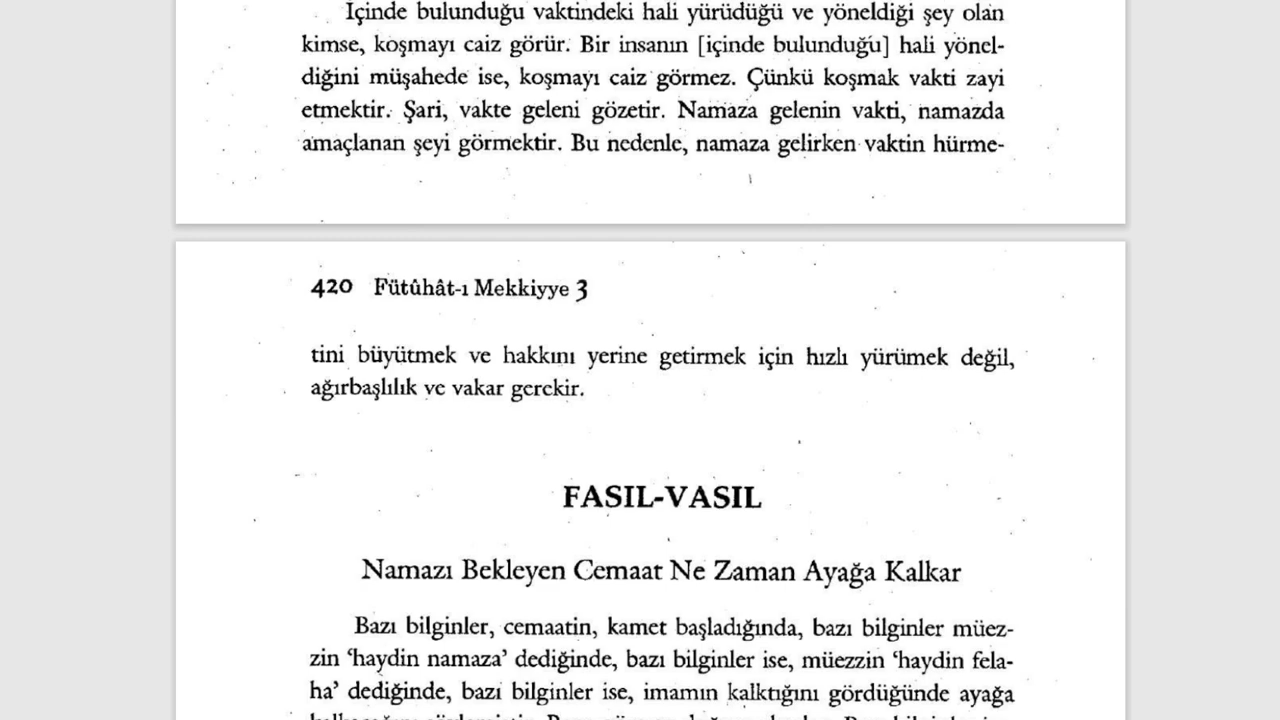 İçinde bulunduğu vaktindeki hali yürüdüğü ve yöneldiği şey olan
kimse, koşmayı caiz görür. Bir insanın [içinde bulunduğu] hali yönel-
diğini müşahede ise, koşmayı caiz görmez. Çünkü koşmak vakti zayi
etmektir. Şari, vakte geleni gözetir. Namaza gelenin vakti, namazda
amaçlanan şeyi görmektir. Bu nedenle, namaza gelirken vaktin hürme-
420 Fütûhât-ı Mekkiyye 3
tini büyütmek ve hakkını yerine getirmek için hızlı yürümek değil,
ağırbaşlılık ve vakar gerekir.
FASIL-VASIL
Namazı Bekleyen Cemaat Ne Zaman Ayağa Kalkar
Bazı bilginler, cemaatin, kamet başladığında, bazı bilginler müez-
zin ‘haydin namaza’ dediğinde, bazı bilginler ise, müezzin ‘haydin fela-
ha’ dediğinde, bazı bilginler ise, imamın kalktığını gördüğünde ayağa